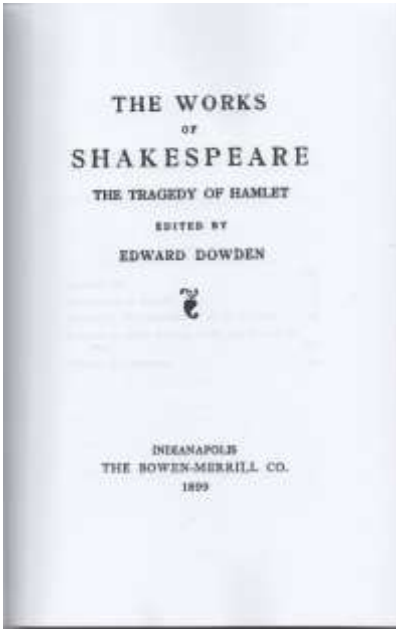 THE WORKS
OF
SHAKESPEARE
THE TRAGEDY OF HAMLET
EDITED BY
EDWARD DOWDEN
INDIANAPOLIS
THE BOWEN-MERRILL CO.
1899